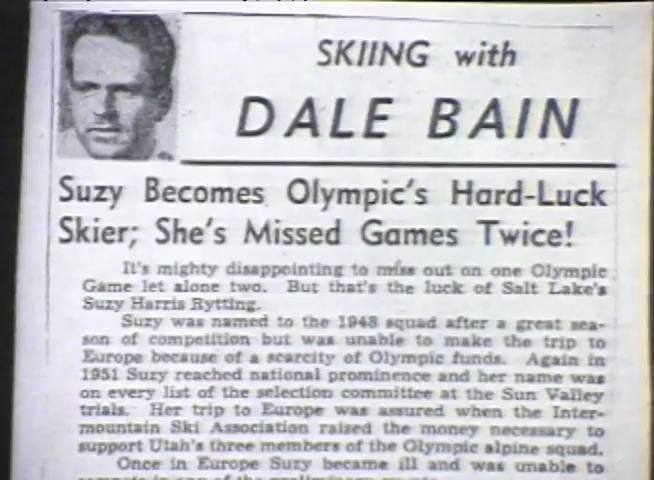 SKIING with
DALE BAIN
Suzy Becomes Olympic's Hard-Luck
Skier; She's Missed Games Twice!
It's mighty disappointing to miss out on one Olympic
Game let alone two. But that's the luck of Salt Lake's
Suzy Harris Rytting.
Suzy was named to the 1948 squad after a great sea-
son of competition but was unable to make the trip to
Europe because of a scarcity of Olympic funds. Again in
1951 Suzy reached national prominence and her name was
on every list of the selection committee at the Sun Valley
trials. Her trip to Europe was assured when the Inter-
mountain Ski Association raised the money necessary to
support Utah's three members of the Olympic alpine squad.
Once in Europe Suzy became ill and was unable to